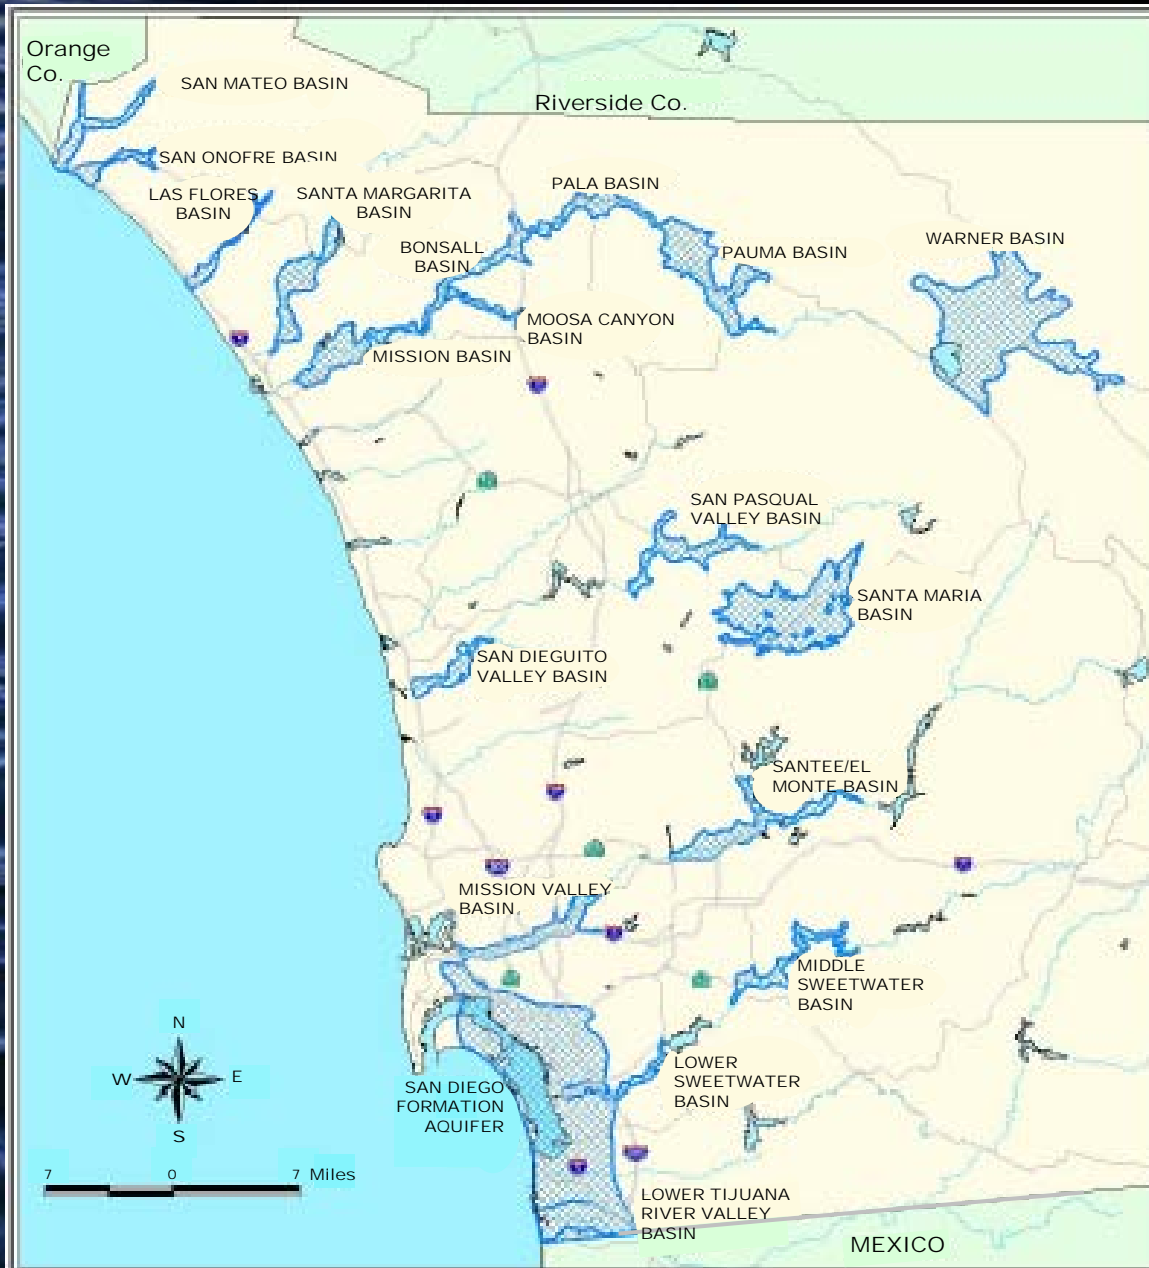 Orange
Co.
SAN MATEO BASIN
Riverside Co.
SAN ONOFRE BASIN
LAS FLORES
BASIN
SANTA MARGARITA
BASIN
PALA BASIN
BONSALL
BASIN
PAUMA BASIN
WARNER BASIN
MOOSA CANYON
BASIN
MISSION BASIN
SAN PASQUAL
VALLEY BASIN
SANTA MARIA
BASIN
SAN DIEGUITO
VALLEY BASIN
SANTEE/EL
MONTE BASIN
MISSION VALLEY
BASIN
MIDDLE
SWEETWATER
BASIN
N
W
E
S
LOWER
SWEETWATER
BASIN
SAN DIEGO
FORMATION
AQUIFER
7 0 7 Miles
LOWER TIJUANA
RIVER VALLEY
BASIN
MEXICO